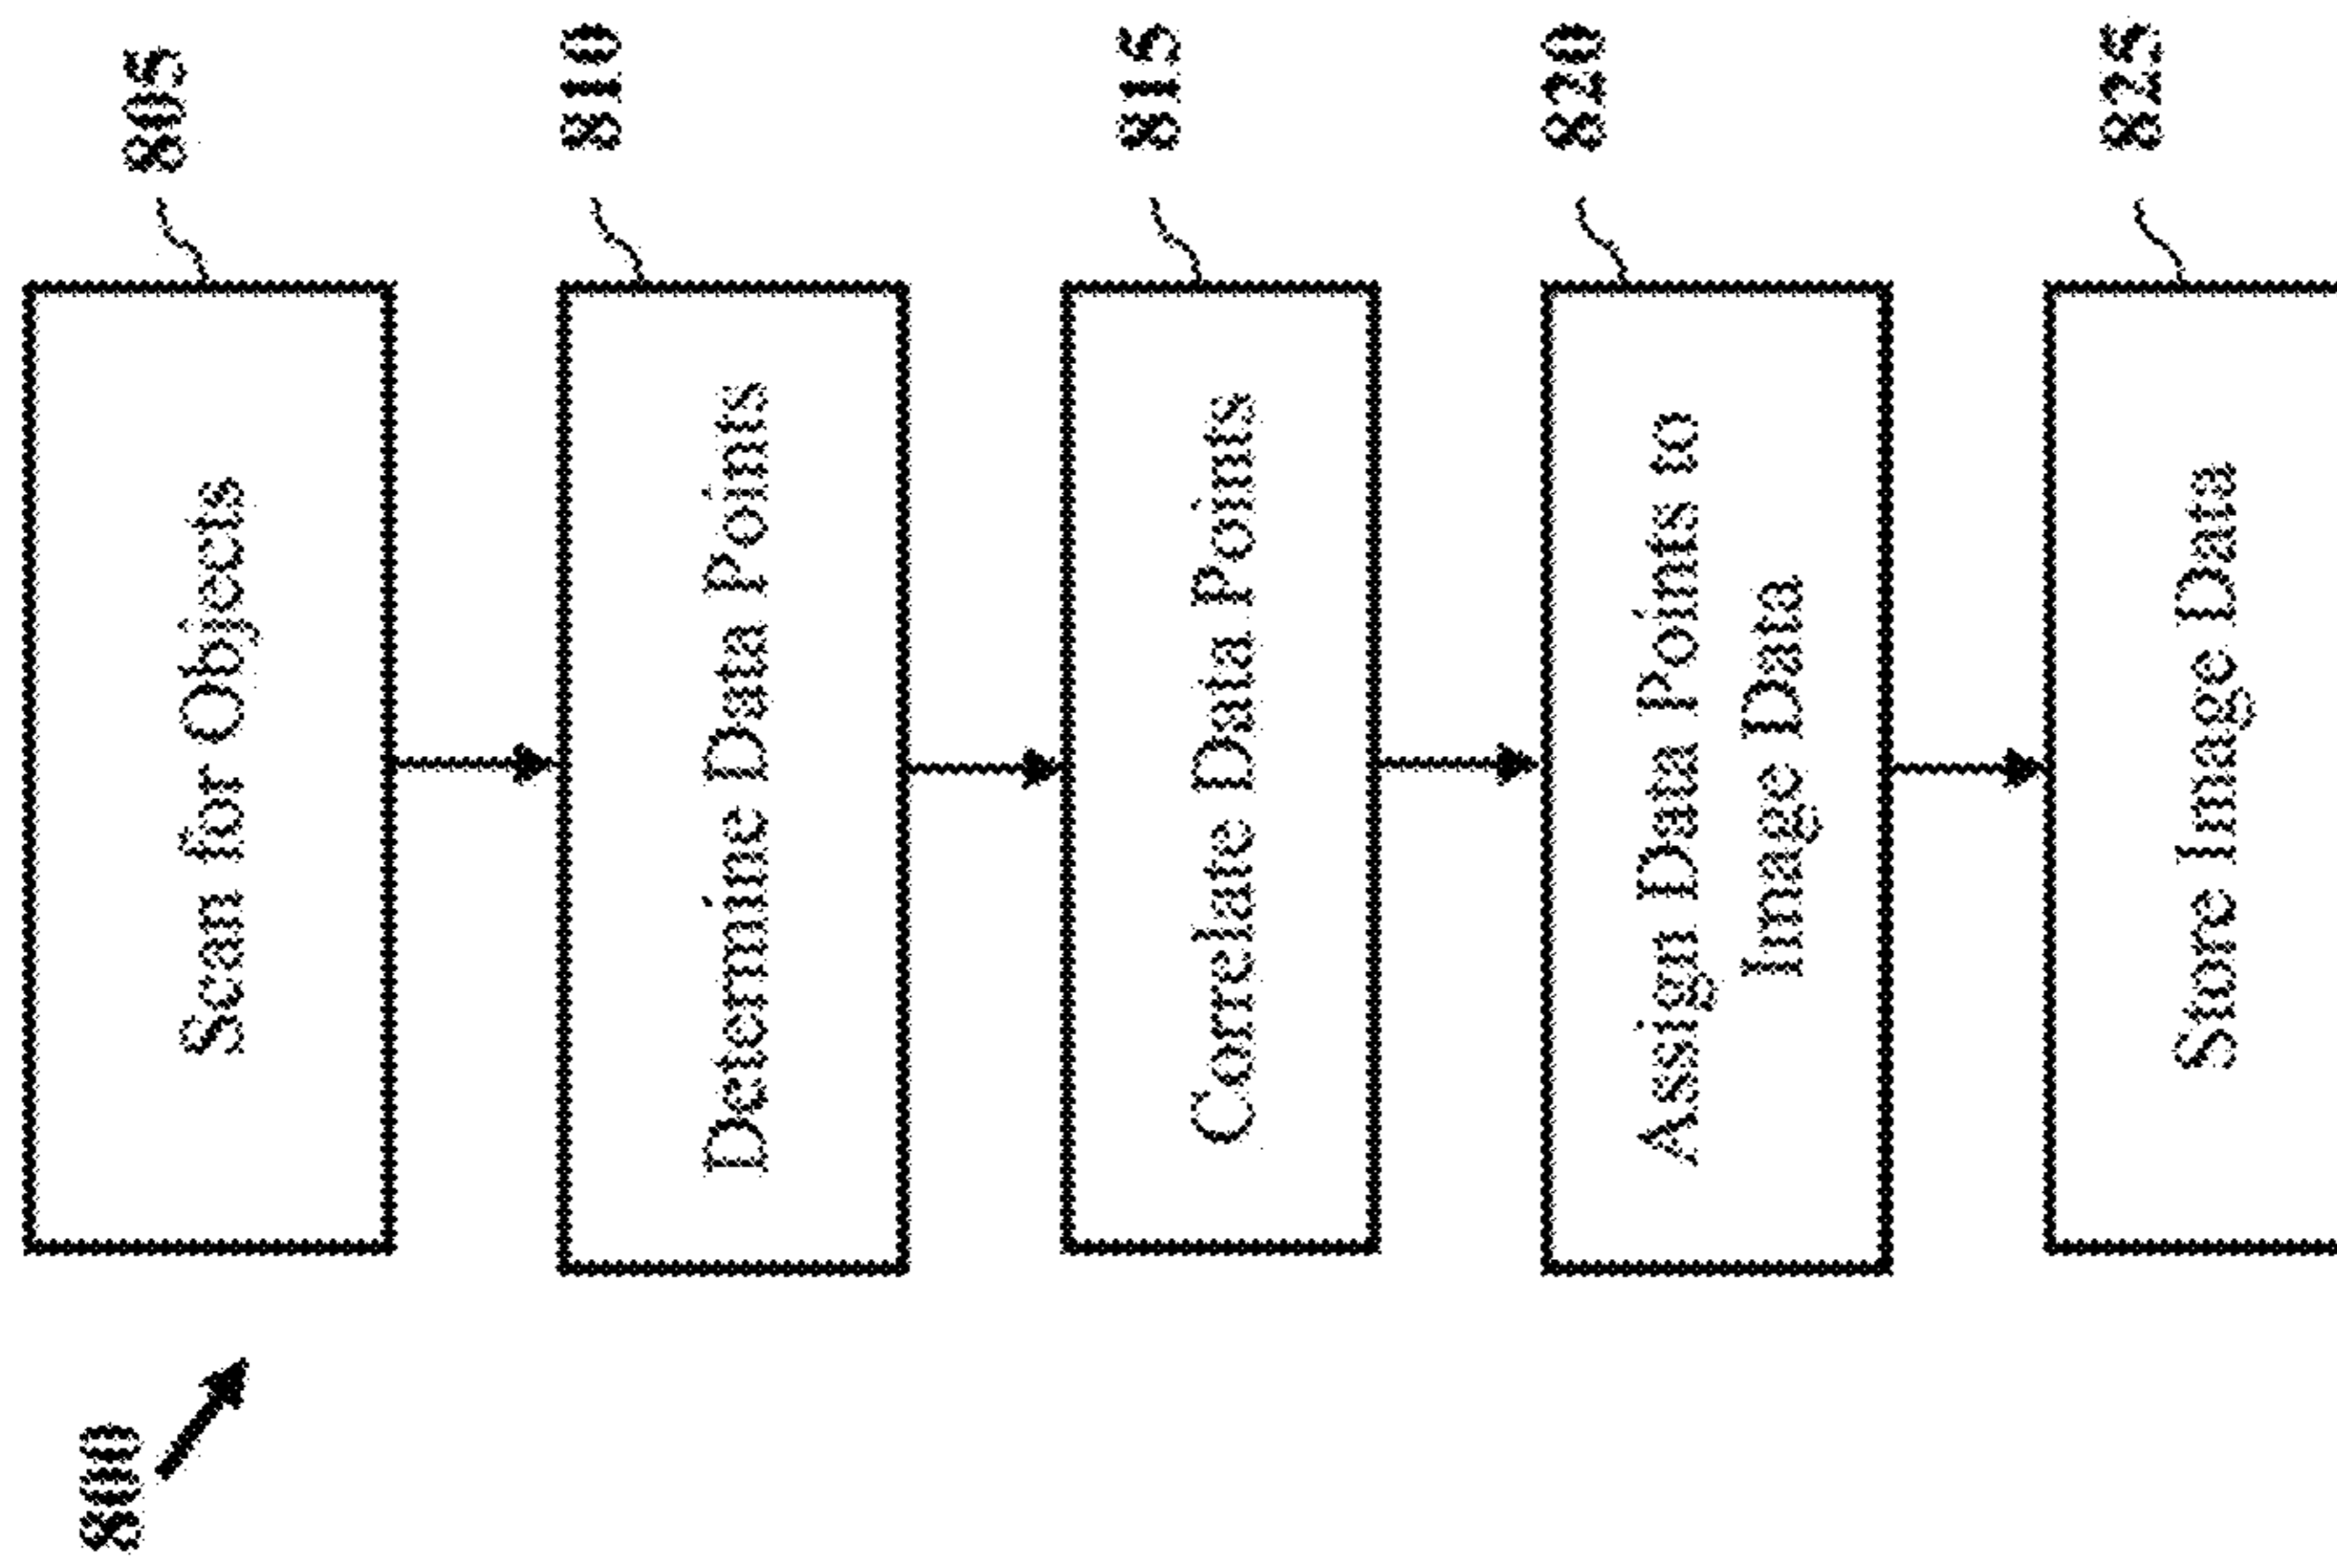 800
Scan for Objects
805
Determine Data Points
810
Correlate Data Points
815
Assign Data Points to
Image Data
820
Store Image Data
825